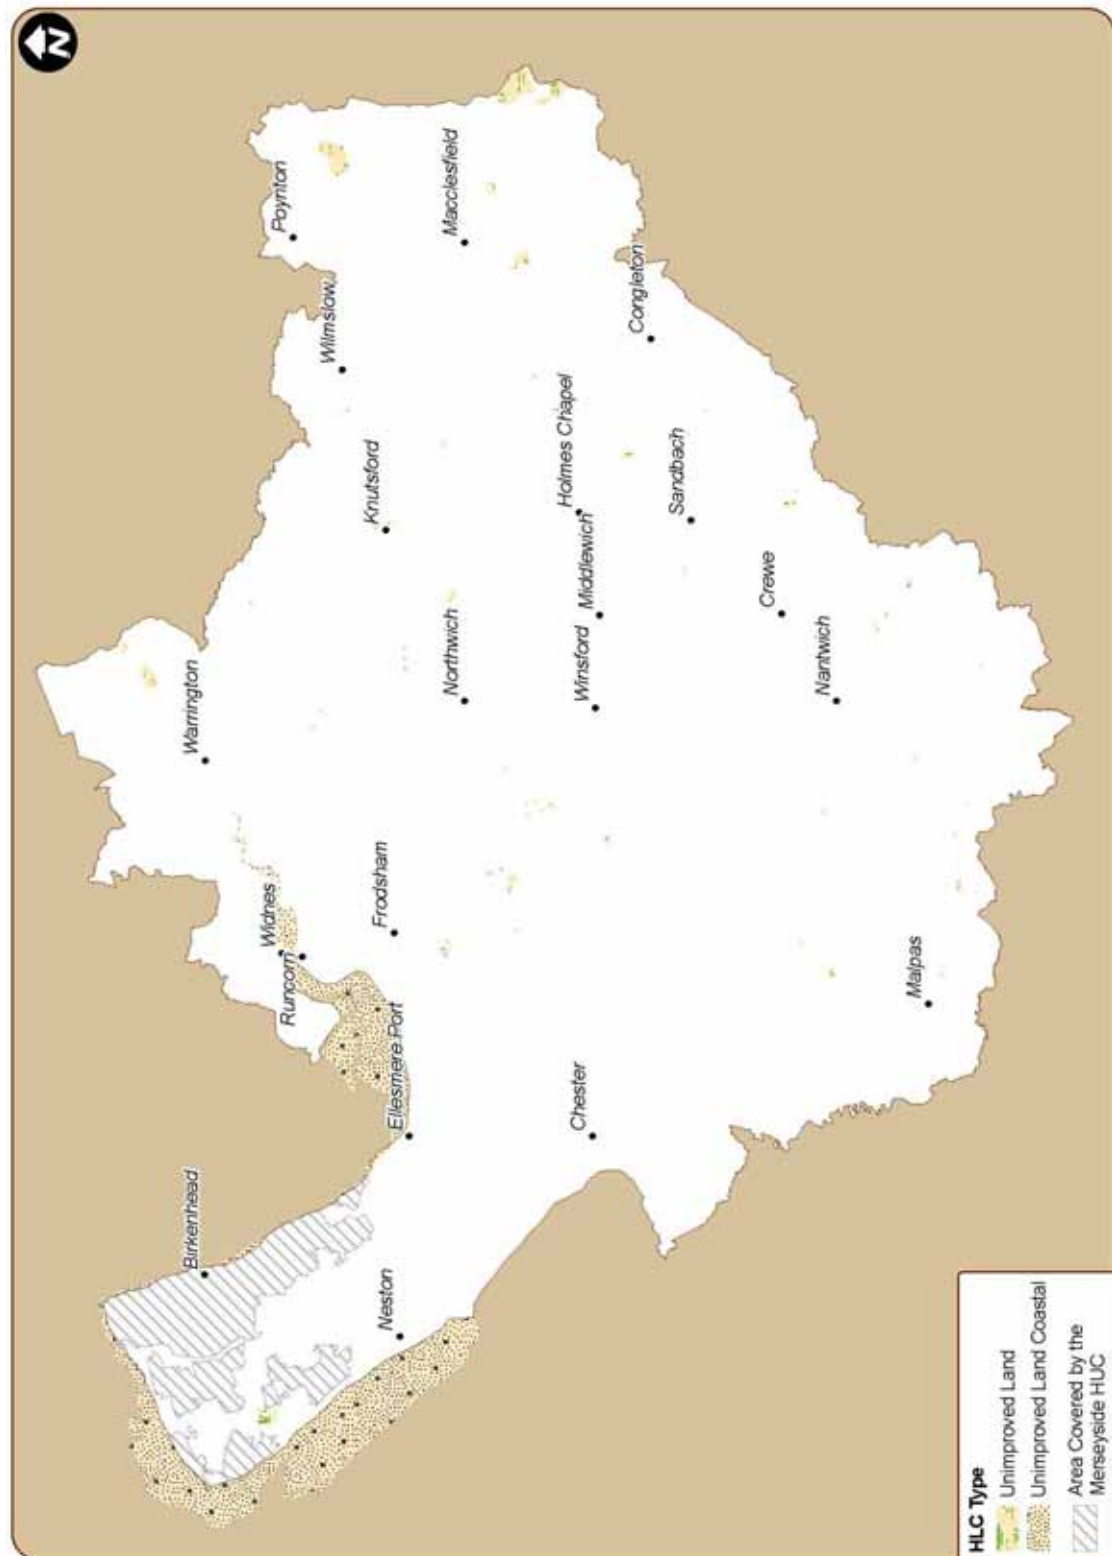 N
Poynton
Wilmslow
Macclesfield
Congleton
Knutsford
Holmes Chapel
Sandbach
Middlewich
Crewe
Warrington
Northwich
Winsford
Nantwich
Widnes
Runcorn
Frodsham
Ellesmere Port
Chester
Malpas
Birkenhead
Neston
HLC Type
Unimproved Land
Unimproved Land Coastal
Area Covered by the
Merseyside HUC